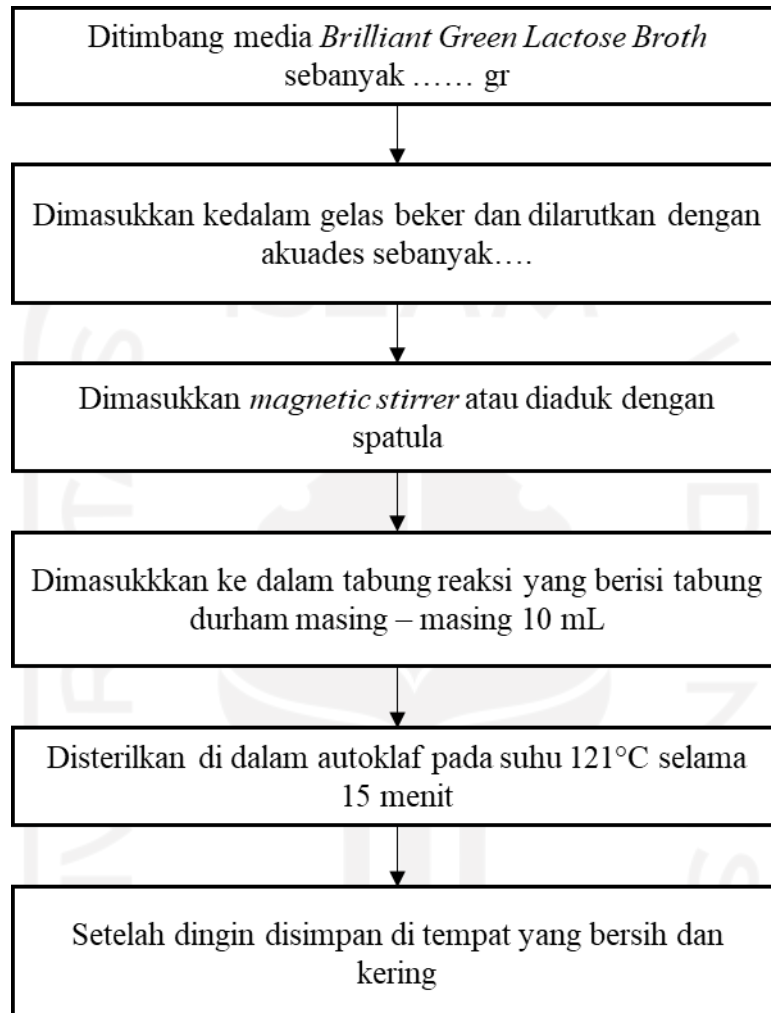 Ditimbang media Brilliant Green Lactose Broth
sebanyak …… gr
Dimasukkan kedalam gelas beker dan dilarutkan dengan
akuades sebanyak….
Dimasukkan magnetic stirrer atau diaduk dengan
spatula
Dimasukkkan ke dalam tabung reaksi yang berisi tabung
durham masing – masing 10 mL
Disterilkan di dalam autoklaf pada suhu 121°C selama
15 menit
Setelah dingin disimpan di tempat yang bersih dan
kering